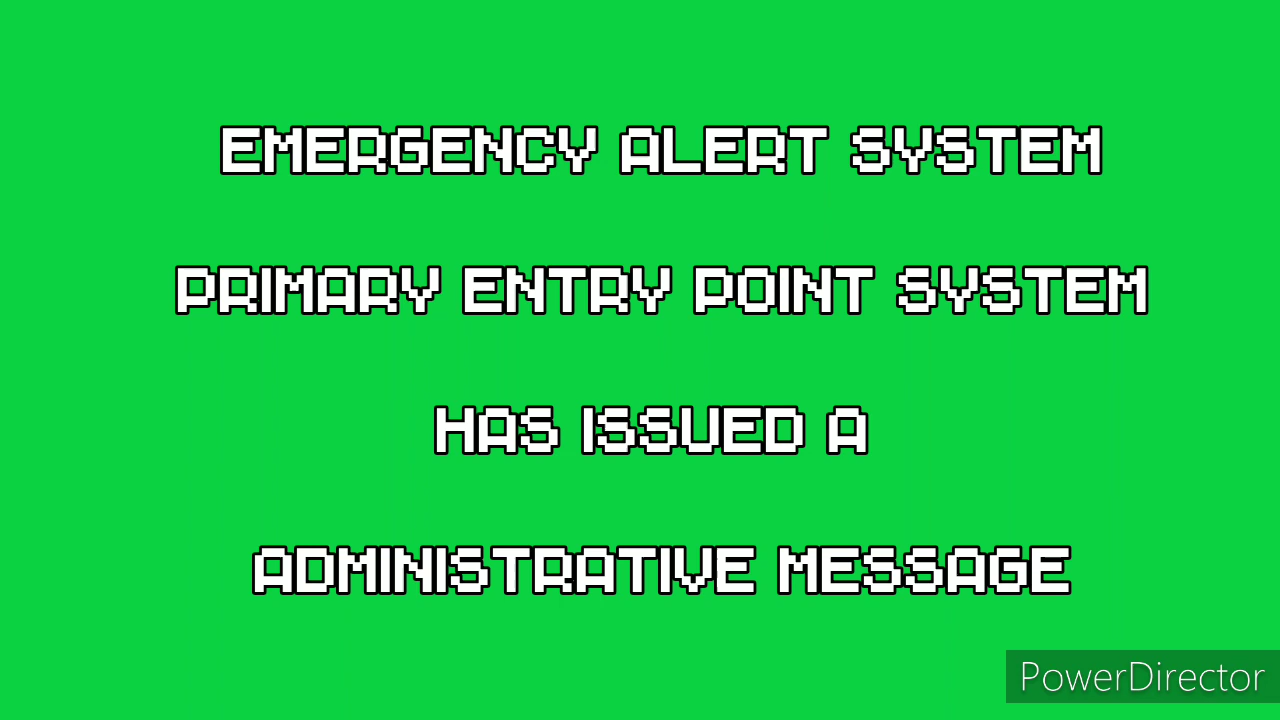 EMERGENCY ALERT SYSTEM
PRIMARY ENTRY POINT SYSTEM
HAS ISSUED A
ADMINISTRATIVE MESSAGE
PowerDirector